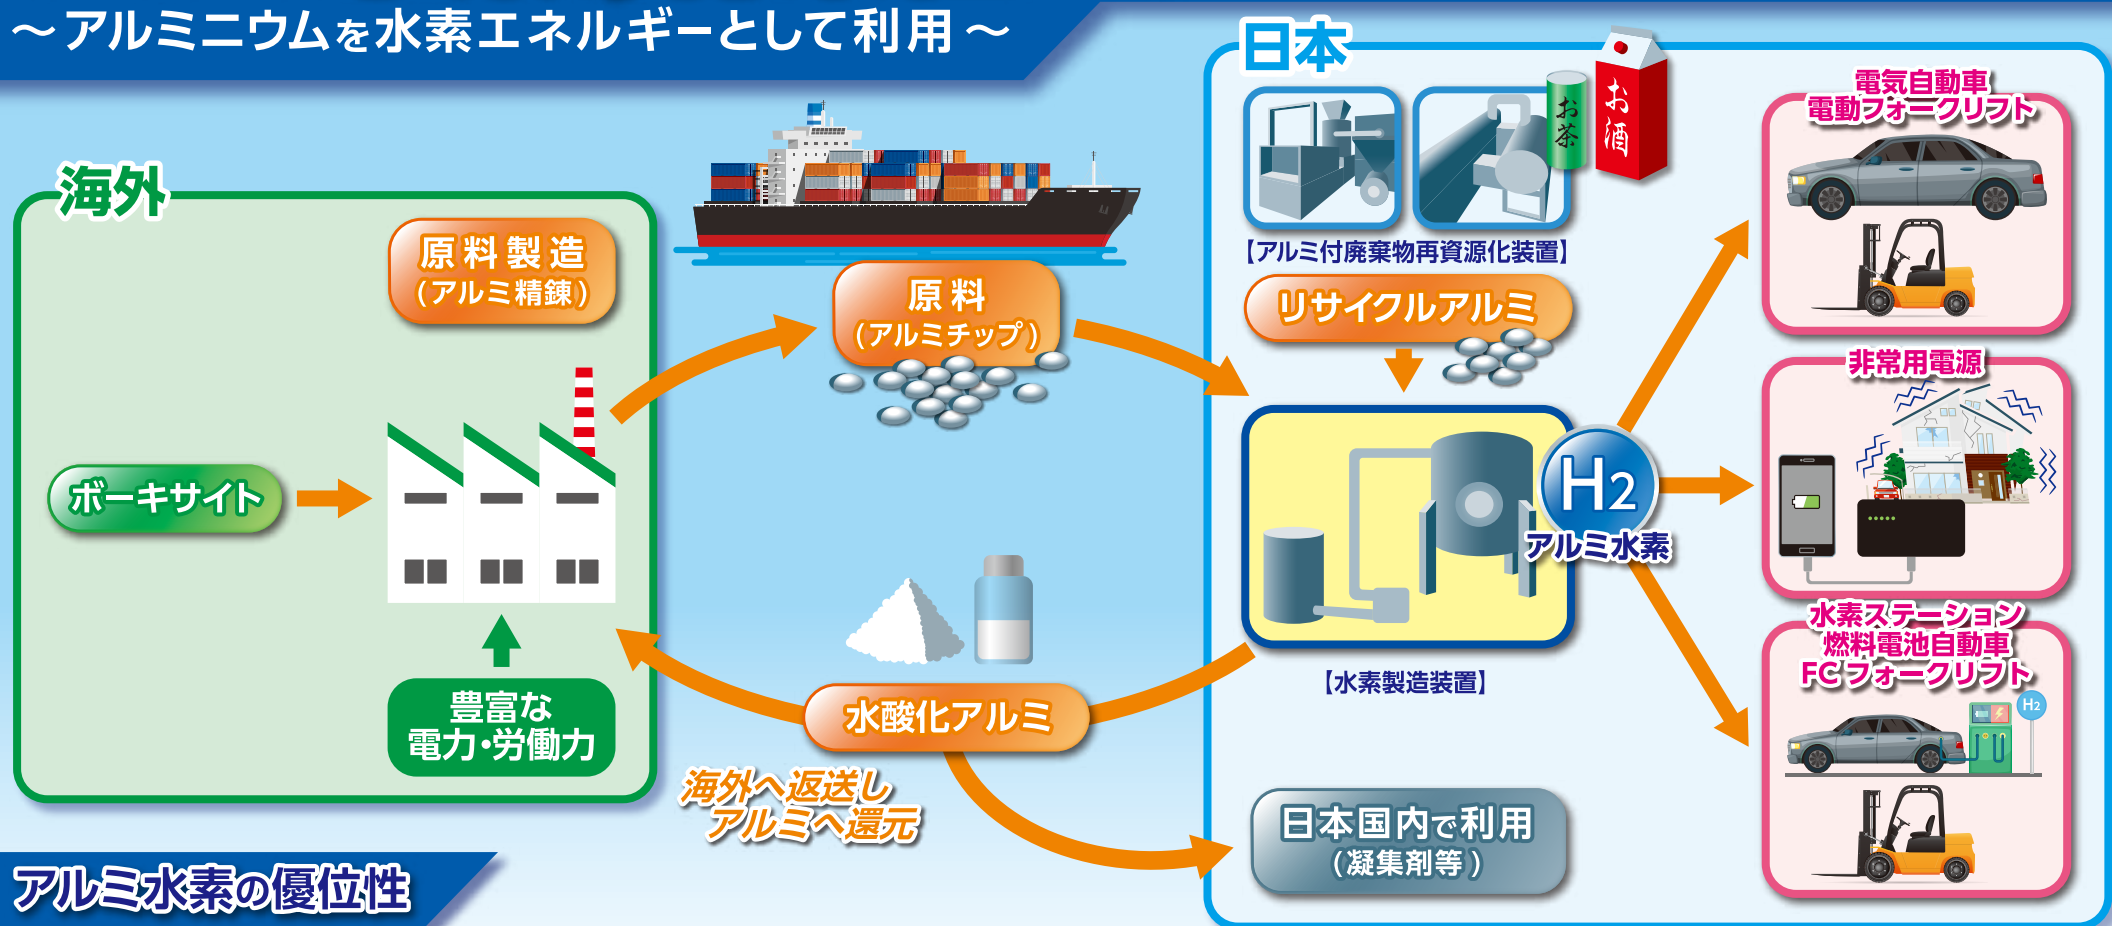 ～アルミニウムを水素エネルギーとして利用～
海外
原料製造
(アルミ精錬)
ボーキサイト
豊富な
電力・労働力
原料
(アルミチップ)
水酸化アルミ
海外へ返送し
アルミへ還元
日本
お茶
お酒
【アルミ付廃棄物再資源化装置】
リサイクルアルミ
H2
アルミ水素
【水素製造装置】
日本国内で利用
(凝集剤等)
電気自動車
電動フォークリフト
非常用電源
水素ステーション
燃料電池自動車
FCフォークリフト
H2
アルミ水素の優位性